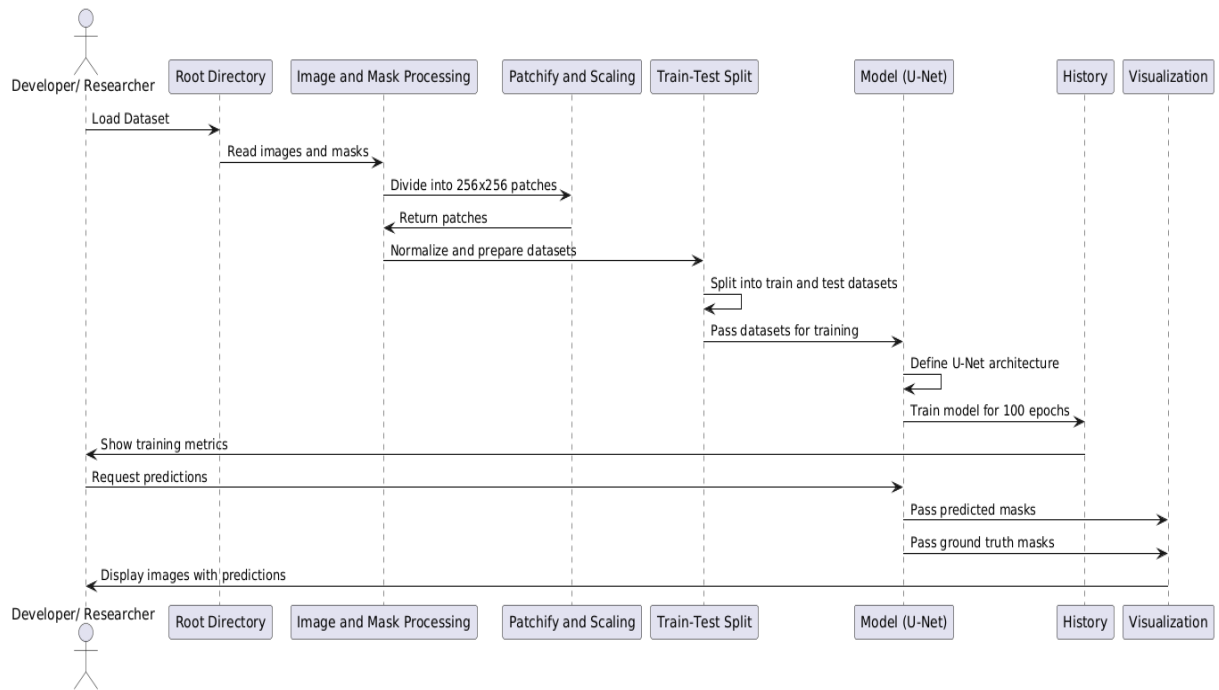 Developer/ Researcher
Root Directory
Image and Mask Processing
Patchify and Scaling
Train-Test Split
Model (U-Net)
History
Visualization
Load Dataset
Read images and masks
Divide into 256x256 patches
Return patches
Normalize and prepare datasets
Split into train and test datasets
Pass datasets for training
Define U-Net architecture
Train model for 100 epochs
Show training metrics
Request predictions
Pass predicted masks
Pass ground truth masks
Display images with predictions
Developer/ Researcher
Root Directory
Image and Mask Processing
Patchify and Scaling
Train-Test Split
Model (U-Net)
History
Visualization